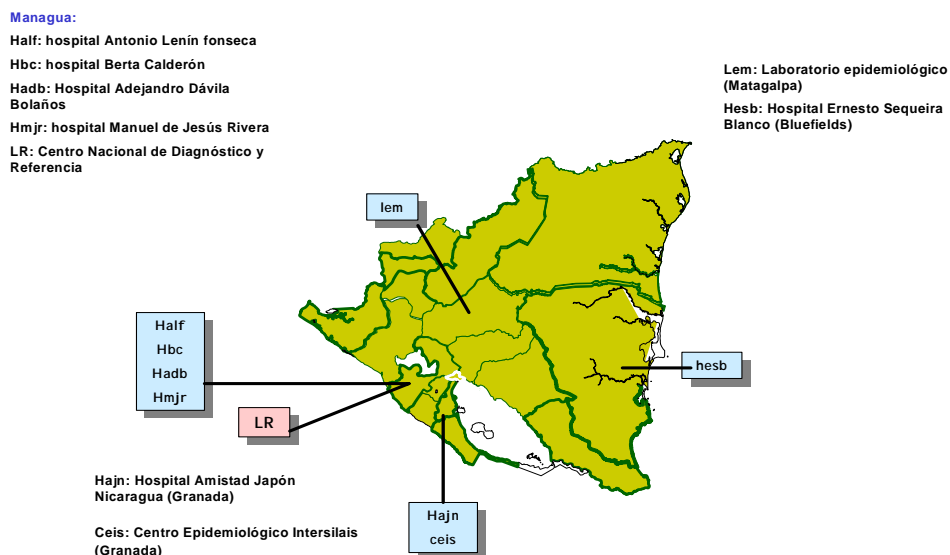 Managua:
Half: hospital Antonio Lenín fonseca
Hbc: hospital Berta Calderón
Hadb: Hospital Adejandro Dávila
Bolaños
Hmjr: hospital Manuel de Jesús Rivera
LR: Centro Nacional de Diagnóstico y
Referencia
Lem: Laboratorio epidemiológico
(Matagalpa)
Hesb: Hospital Ernesto Sequeira
Blanco (Bluefields)
lem
Half
Hbc
Hadb
Hmjr
hesb
LR
Hajn: Hospital Amistad Japón
Nicaragua (Granada)
Ceis: Centro Epidemiológico Intersilais
(Granada)
Hajn
ceis